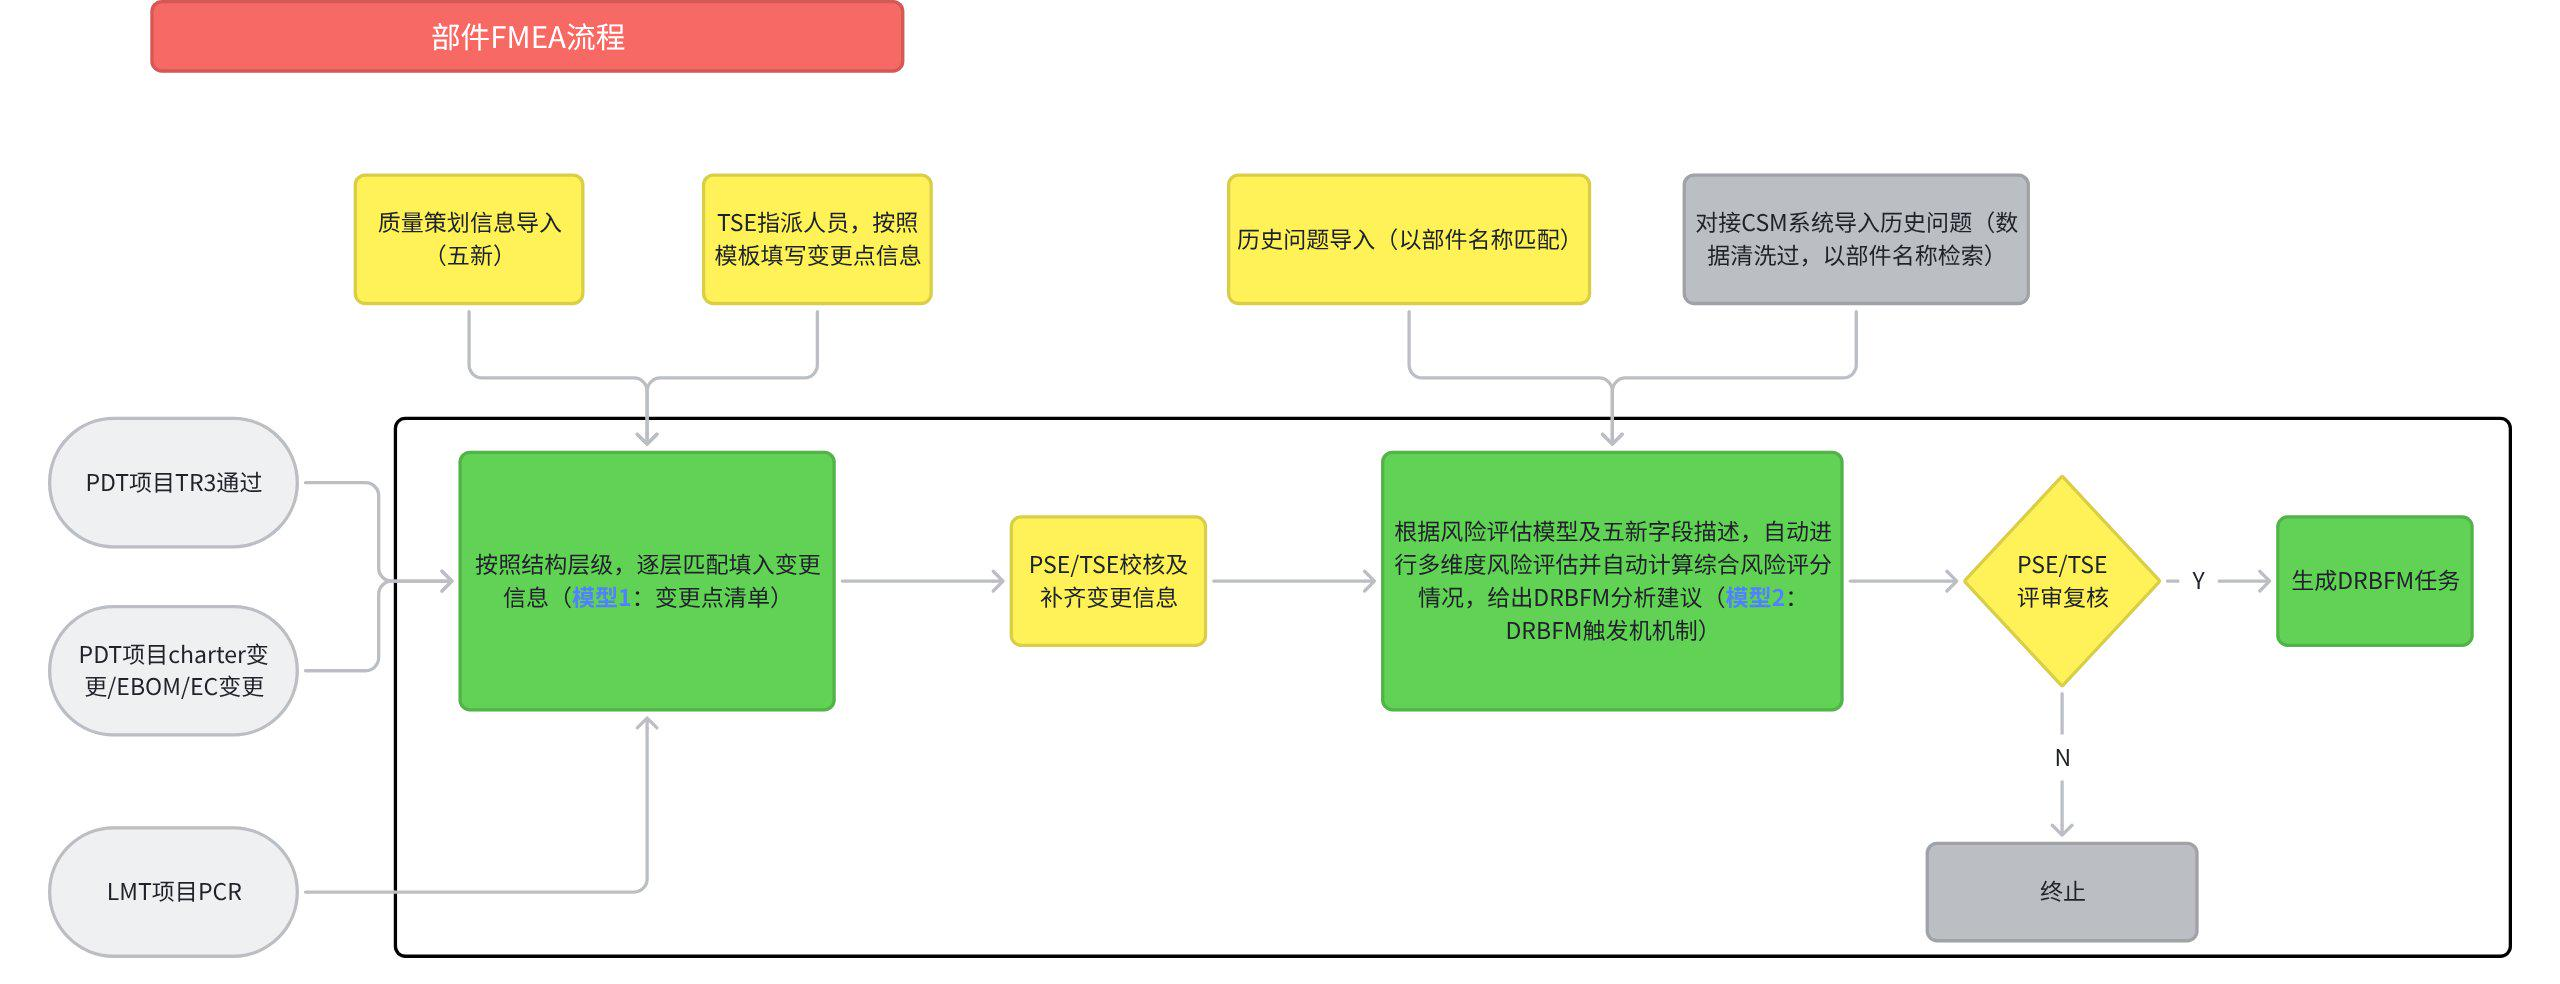 部件FMEA流程
质量策划信息导入
（五新）
TSE指派人员，按照
模板填写变更点信息
历史问题导入（以部件名称匹配）
对接CSM系统导入历史问题（数
据清洗过，以部件名称检索）
PDT项目TR3通过
PDT项目charter变
更/EBOM/EC变更
LMT项目PCR
按照结构层级，逐层匹配填入变更
信息（模型1：变更点清单）
PSE/TSE校核及
补齐变更信息
根据风险评估模型及五新字段描述，自动进
行多维度风险评估并自动计算综合风险评分
情况，给出DRBFM分析建议（模型2：
DRBFM触发机机制）
PSE/TSE
评审复核
Y
生成DRBFM任务
N
终止